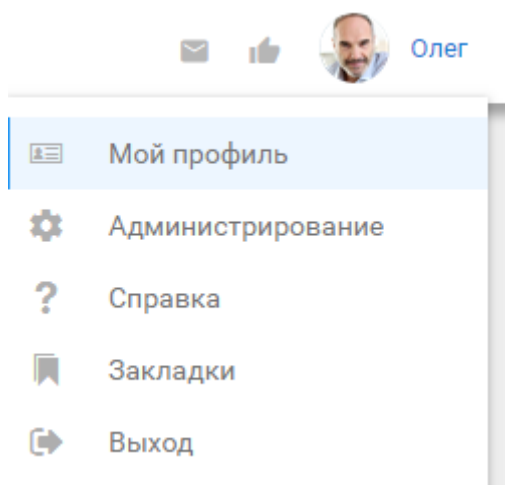 Олег
Мой профиль
Администрирование
Справка
Закладки
Выход